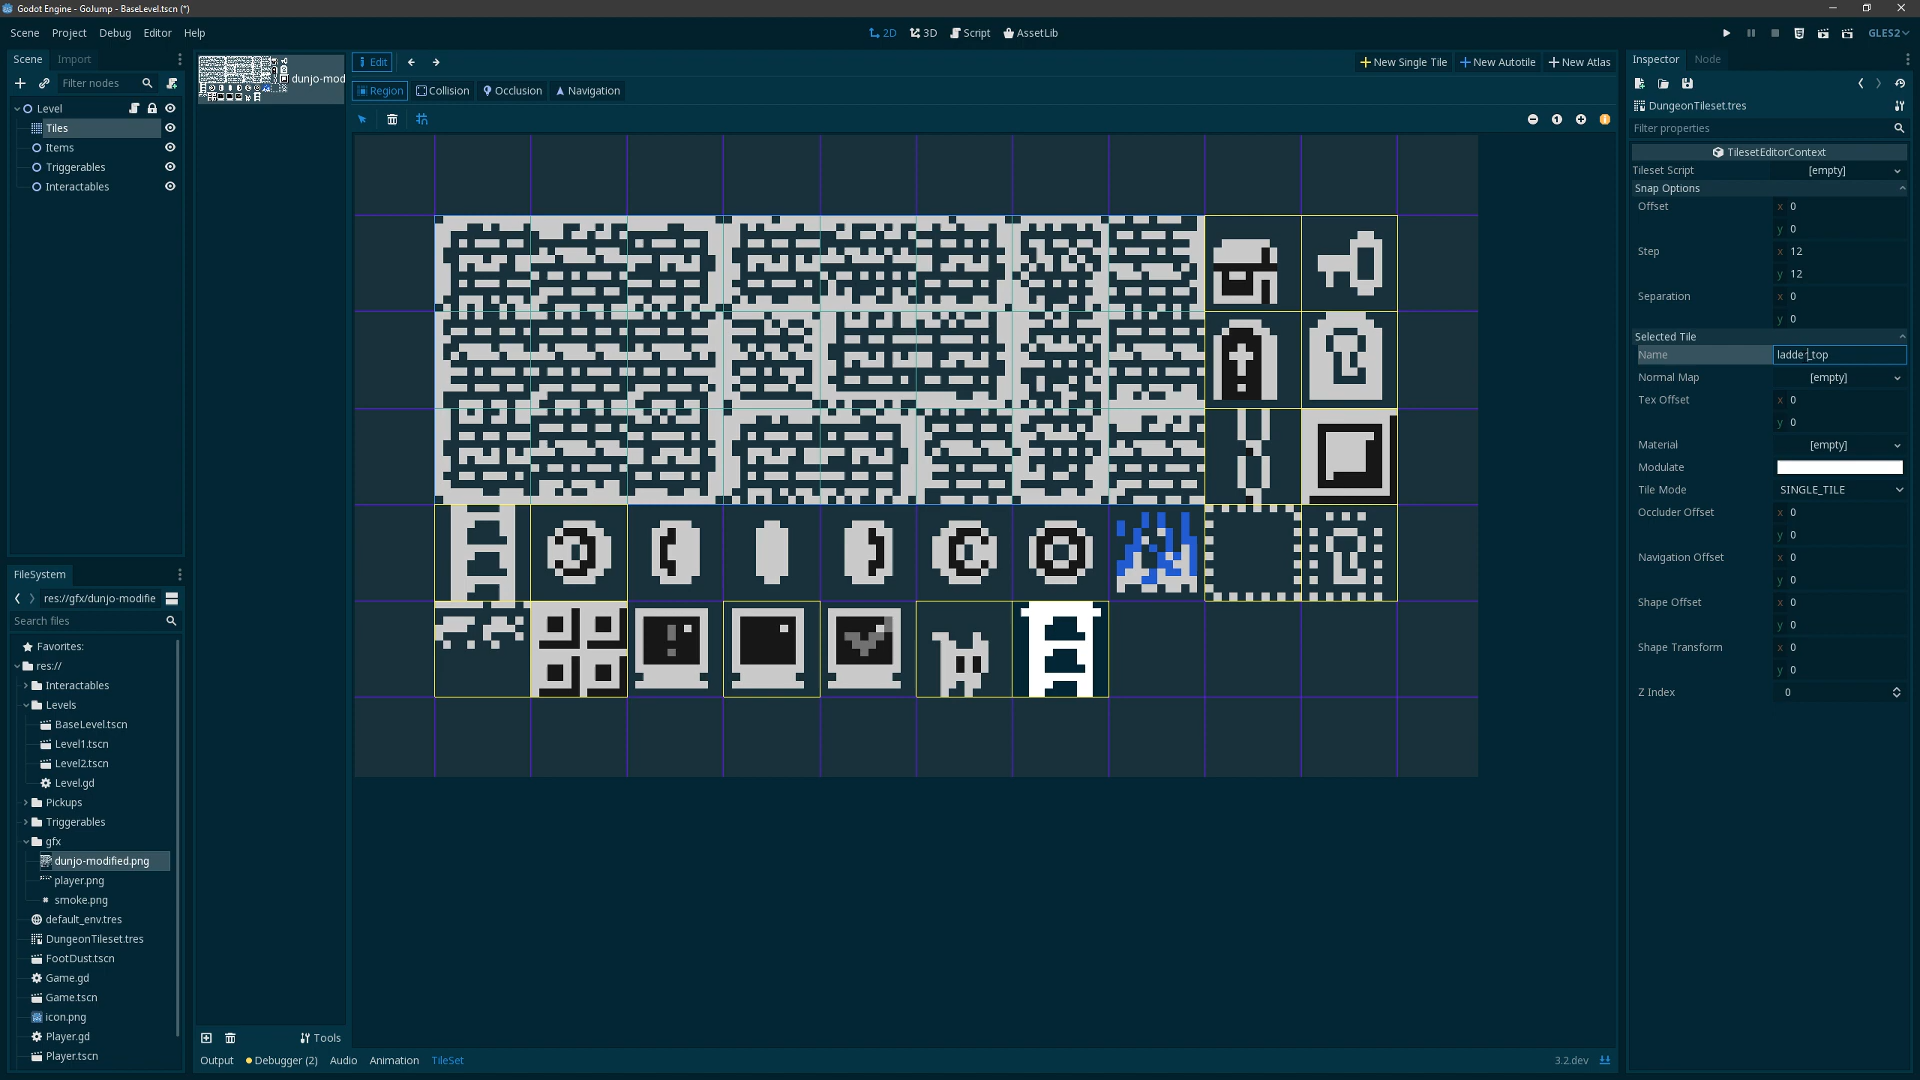 Godot Engine - GoJump - BaseLevel.tscn (*)
Scene Project Debug Editor Help
2D 3D Script AssetLib
GLES2
Scene Import
Filter nodes
Level
Tiles
Items
Triggerables
Interactables
dunjo-mod
Edit
New Single Tile New Autotile New Atlas
Region Collision Occlusion Navigation
Inspector Node
DungeonTileset.tres
Filter properties
TilesetEditorContext
Tileset Script [empty]
Snap Options
Offset x 0
y 0
Step x 12
y 12
Separation x 0
y 0
Selected Tile
Name ladder_top
Normal Map [empty]
Tex Offset x 0
y 0
Material [empty]
Modulate
Tile Mode SINGLE_TILE
Occluder Offset x 0
y 0
Navigation Offset x 0
y 0
Shape Offset x 0
y 0
Shape Transform x 0
y 0
Z Index 0
FileSystem
res://gfx/dunjo-modifie
Search files
Favorites:
res://
Interactables
Levels
BaseLevel.tscn
Level1.tscn
Level2.tscn
Level.gd
Pickups
Triggerables
gfx
dunjo-modified.png
player.png
smoke.png
default_env.tres
DungeonTileset.tres
FootDust.tscn
Game.gd
Game.tscn
icon.png
Player.gd
Player.tscn
Tools
Output Debugger (2) Audio Animation TileSet
3.2.dev